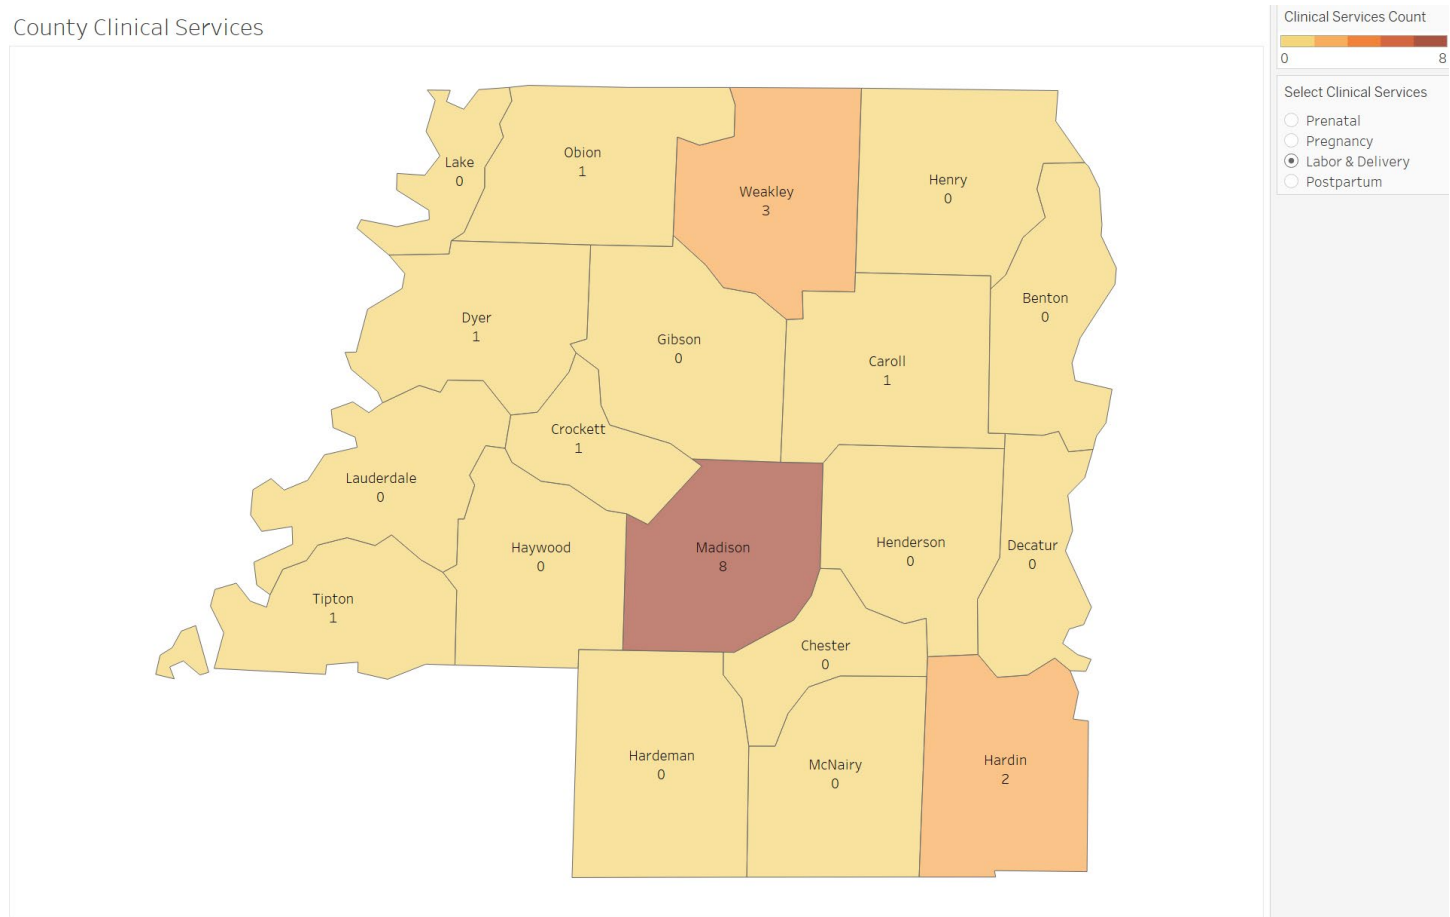 County Clinical Services
Clinical Services Count
0 8
Select Clinical Services
Prenatal
Pregnancy
Labor & Delivery
Postpartum
Lake
0
Obion
1
Weakley
3
Henry
0
Benton
0
Dyer
1
Gibson
0
Caroll
1
Crockett
1
Lauderdale
0
Haywood
0
Madison
8
Henderson
0
Decatur
0
Tipton
1
Chester
0
Hardeman
0
McNairy
0
Hardin
2